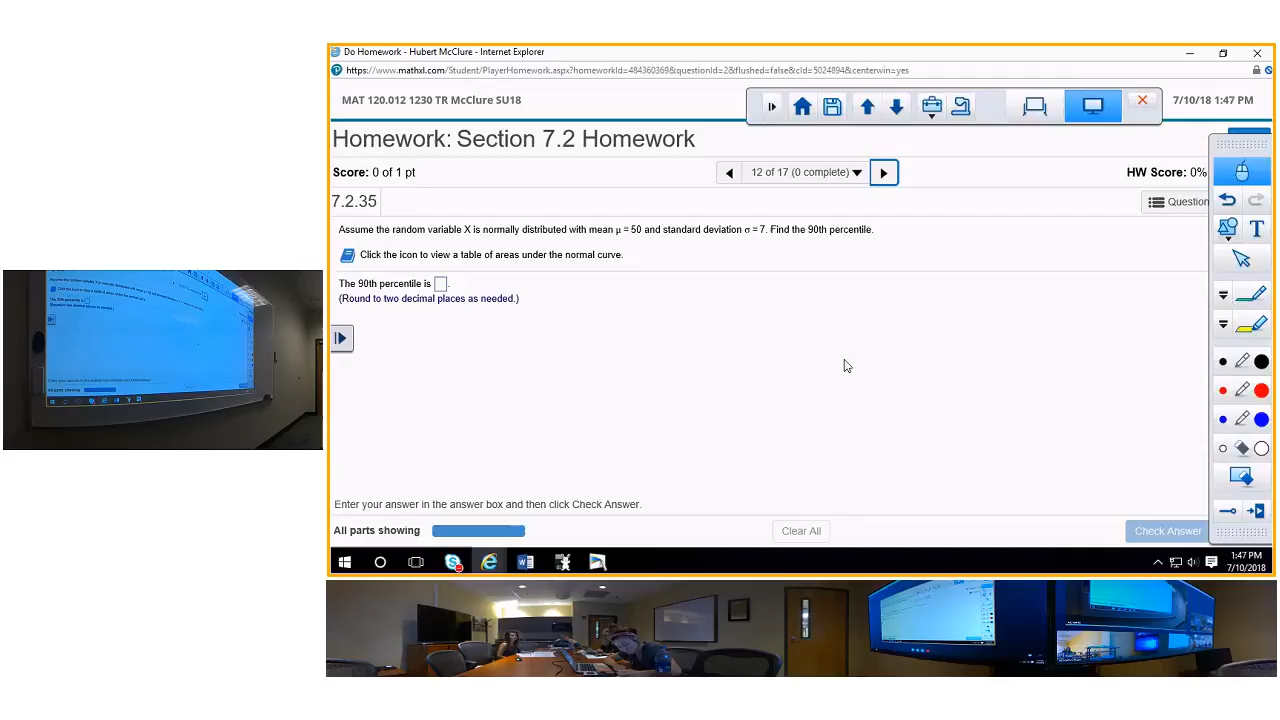 Do Homework - Hubert McClure - Internet Explorer
https://www.mathxl.com/Student/PlayerHomework.aspx?homeworkId=484360369&questionId=2&flushed=false&cId=5024894&centerwin=yes
MAT 120.012 1230 TR McClure SU18
7/10/18 1:47 PM
Homework: Section 7.2 Homework
Score: 0 of 1 pt
12 of 17 (0 complete)
HW Score: 0%
7.2.35
Question
Assume the random variable X is normally distributed with mean μ = 50 and standard deviation σ = 7. Find the 90th percentile.
Click the icon to view a table of areas under the normal curve.
The 90th percentile is .
(Round to two decimal places as needed.)
T
Enter your answer in the answer box and then click Check Answer.
All parts showing
Clear All
Check Answer
1:47 PM
7/10/2018